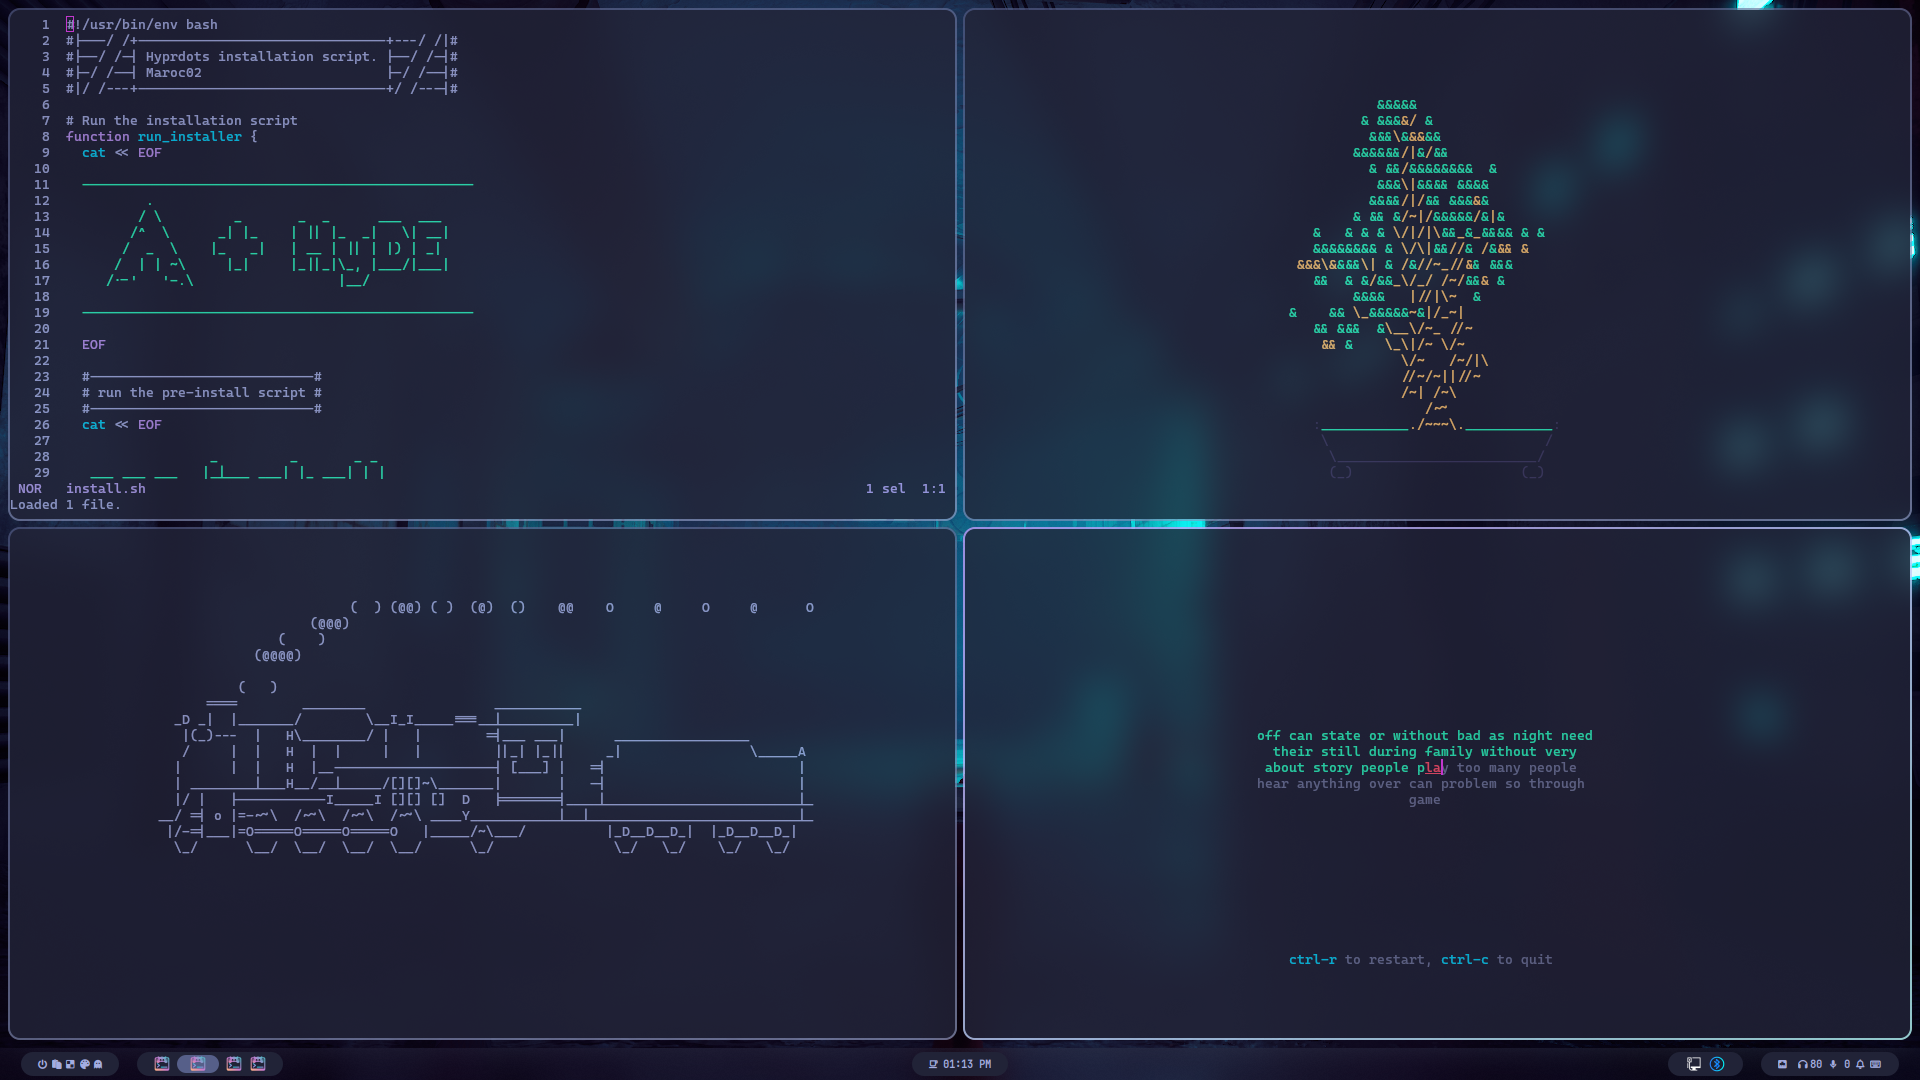 1 #!/usr/bin/env bash
2 #├──/ /+───────────────────────────────+---/ /|#
3 #├──/ /─┤ Hyprdots installation script. ├──/ /─┤#
4 #├─/ /──┤ Maroc02                       ├─/ /──┤#
5 #|/ /---+───────────────────────────────+/ /---┤#
6
7 # Run the installation script
8 function run_installer {
9 cat << EOF
10
11
12
13
14
15
16
17
18
19
20
21 EOF
22
23 #────────────────────────────#
24 # run the pre-install script #
25 #────────────────────────────#
26 cat << EOF
27
28
29
NOR install.sh 1 sel 1:1
Loaded 1 file.
off can state or without bad as night need
their still during family without very
about story people play too many people
hear anything over can problem so through
game
ctrl-r to restart, ctrl-c to quit
01:13 PM
80 0